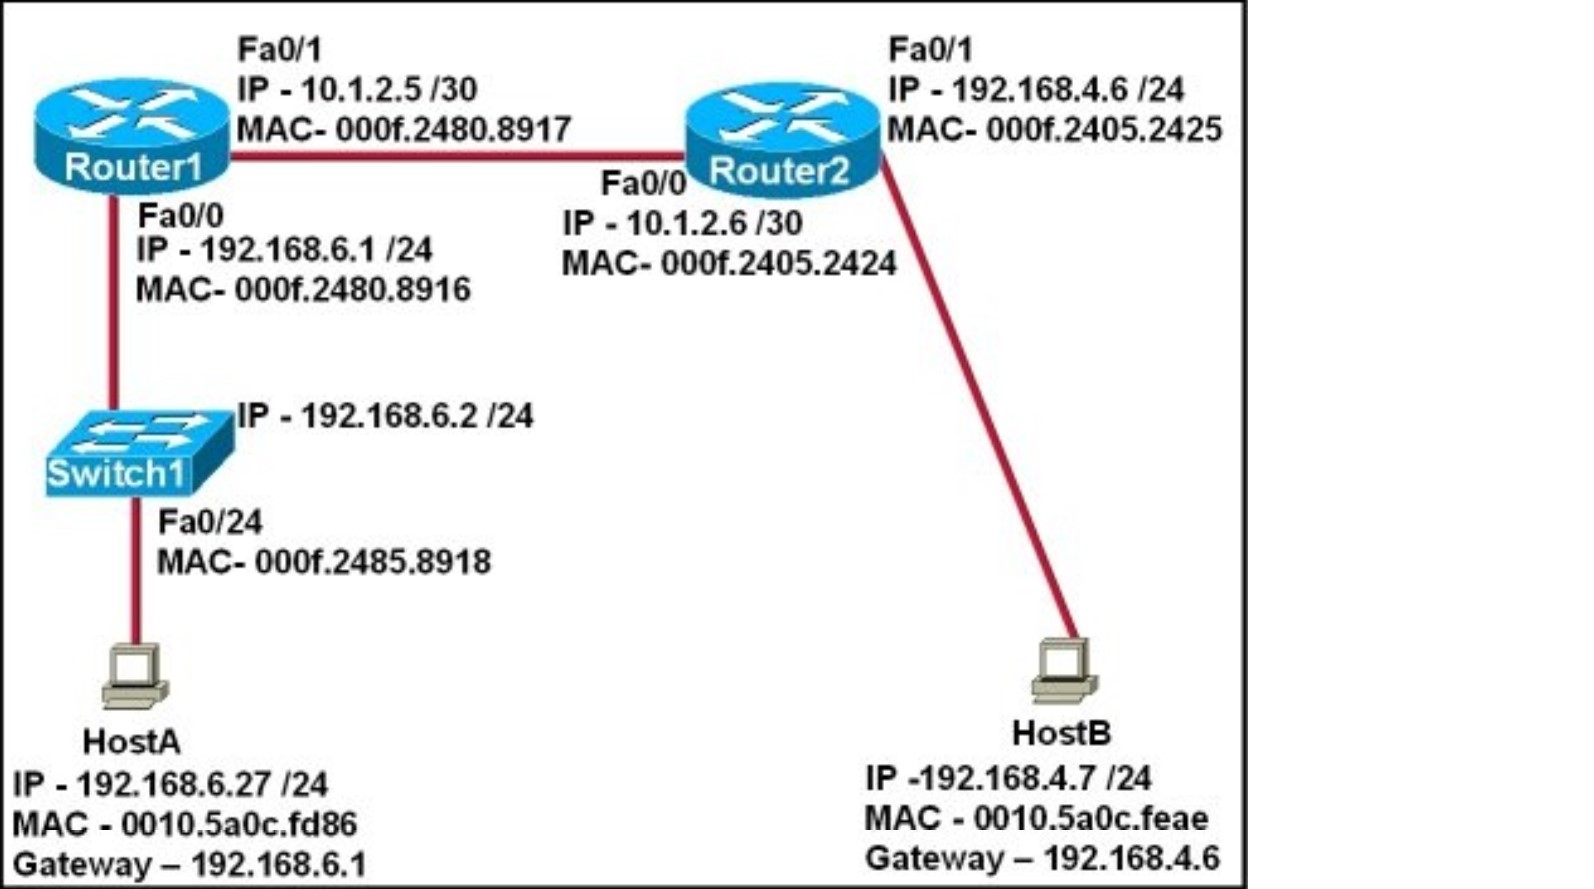 Fa0/1
IP - 10.1.2.5 /30
MAC- 000f.2480.8917
Router1
Fa0/0
IP - 192.168.6.1 /24
MAC- 000f.2480.8916
Fa0/1
IP - 192.168.4.6 /24
MAC- 000f.2405.2425
Router2
Fa0/0
IP - 10.1.2.6 /30
MAC- 000f.2405.2424
IP - 192.168.6.2 /24
Switch1
Fa0/24
MAC- 000f.2485.8918
HostA
IP - 192.168.6.27 /24
MAC - 0010.5a0c.fd86
Gateway – 192.168.6.1
HostB
IP -192.168.4.7 /24
MAC - 0010.5a0c.feae
Gateway – 192.168.4.6